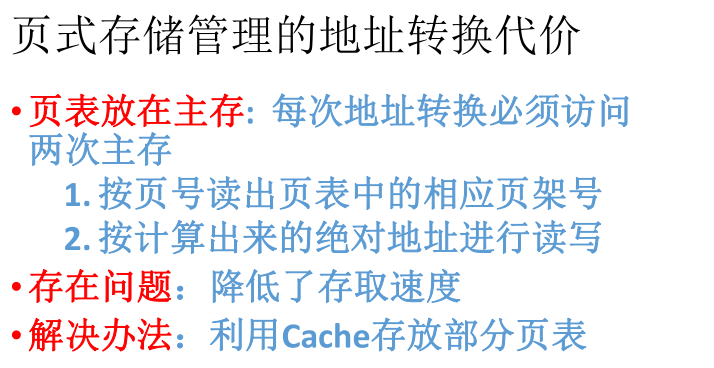 页式存储管理的地址转换代价
•页表放在主存：每次地址转换必须访问
两次主存
1. 按页号读出页表中的相应页架号
2. 按计算出来的绝对地址进行读写
•存在问题：降低了存取速度
•解决办法：利用Cache存放部分页表